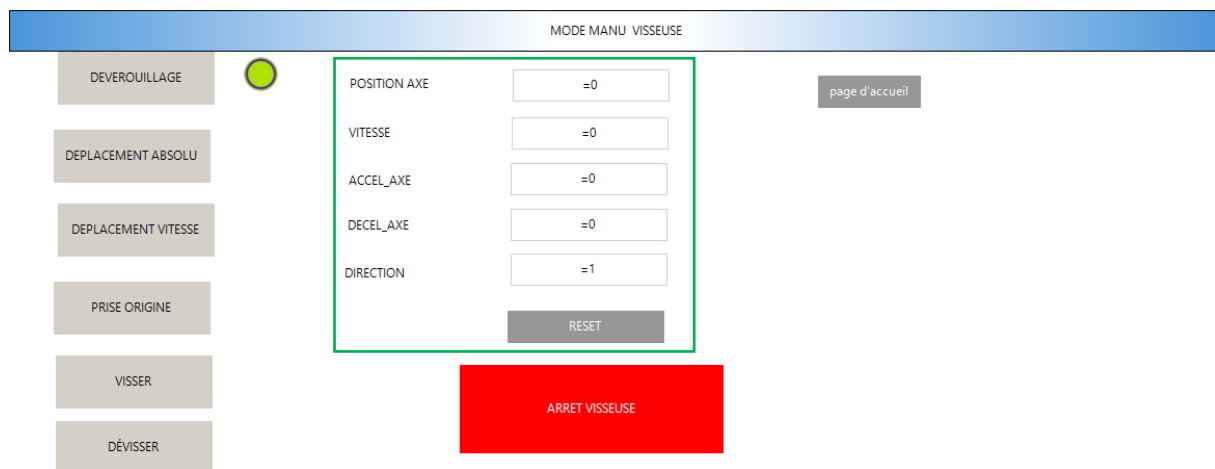 MODE MANU VISSEUSE
DEVEROUILLAGE
POSITION AXE
=0
page d'accueil
VITESSE
=0
DEPLACEMENT ABSOLU
ACCEL_AXE
=0
DEPLACEMENT VITESSE
DECEL_AXE
=0
DIRECTION
=1
PRISE ORIGINE
RESET
VISSER
ARRET VISSEUSE
DÉVISSER